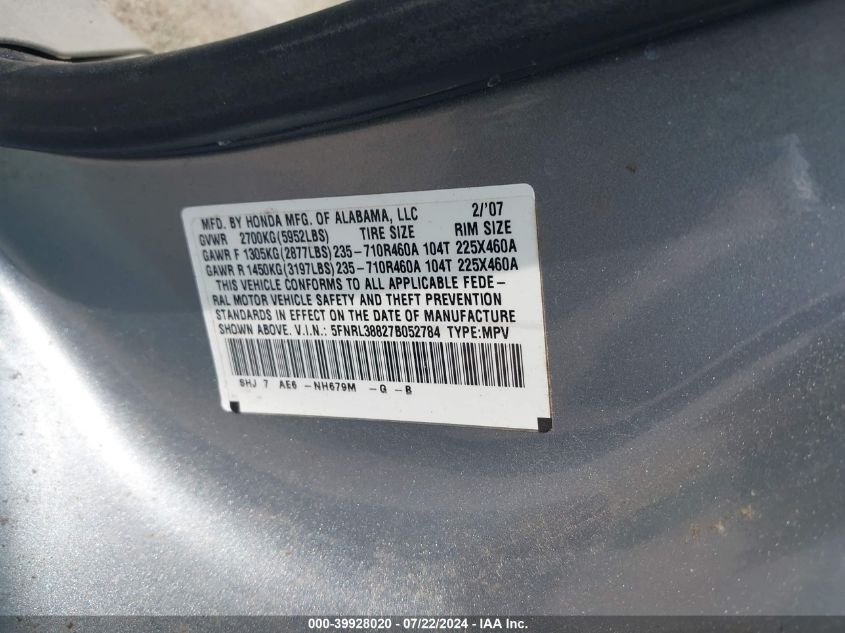 MFD. BY HONDA MFG. OF ALABAMA, LLC 2/'07
GVWR 2700KG(5952LBS) TIRE SIZE RIM SIZE
GAWR F 1305KG(2877LBS) 235-710R460A 104T 225X460A
GAWR R 1450KG(3197LBS) 235-710R460A 104T 225X460A
THIS VEHICLE CONFORMS TO ALL APPLICABLE FEDE-
RAL MOTOR VEHICLE SAFETY AND THEFT PREVENTION
STANDARDS IN EFFECT ON THE DATE OF MANUFACTURE
SHOWN ABOVE. V.I.N.: 5FNRL38827B052784 TYPE:MPV
SHJ 7 AE6 -NH679M -G -B
000-39928020 - 07/22/2024 - IAA Inc.